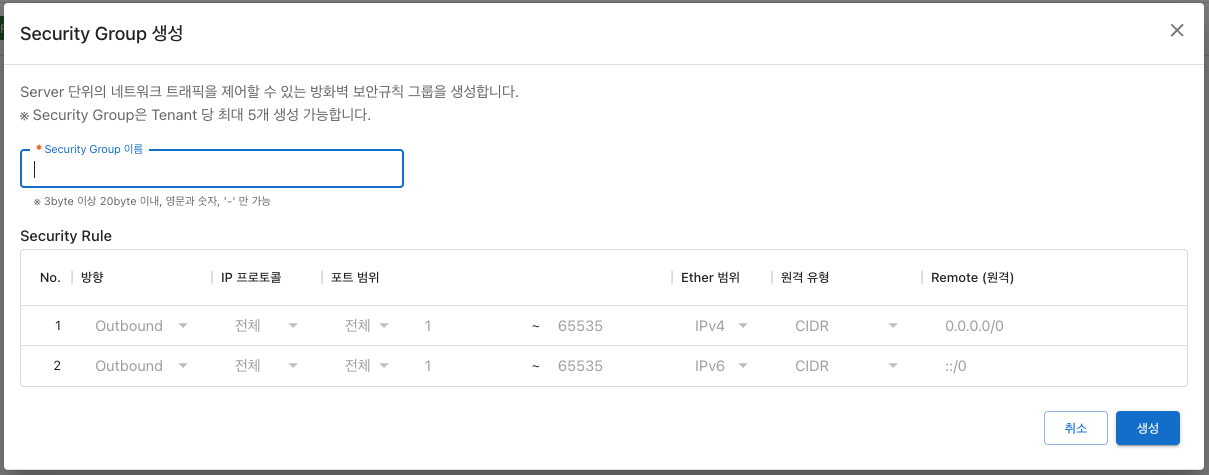 Security Group 생성
Server 단위의 네트워크 트래픽을 제어할 수 있는 방화벽 보안규칙 그룹을 생성합니다.
※ Security Group은 Tenant 당 최대 5개 생성 가능합니다.
* Security Group 이름
※ 3byte 이상 20byte 이내, 영문과 숫자, '-' 만 가능
Security Rule
No. 방향 IP 프로토콜 포트 범위 Ether 범위 원격 유형 Remote (원격)
1 Outbound 전체 전체 1 ~ 65535 IPv4 CIDR 0.0.0.0/0
2 Outbound 전체 전체 1 ~ 65535 IPv6 CIDR ::/0
취소 생성